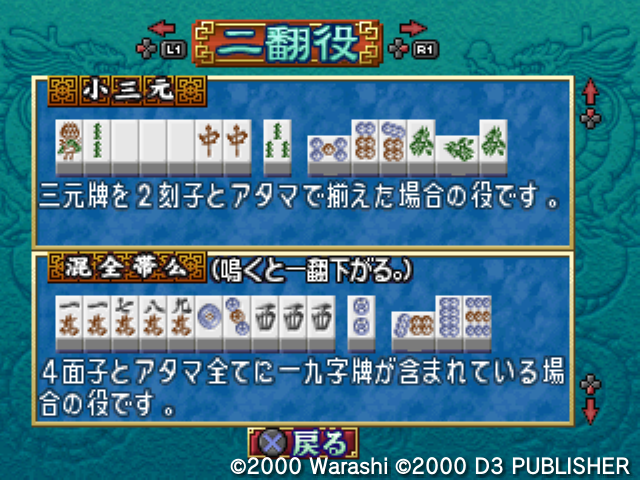 L1 二翻役 R1
小三元
三元牌を2刻子とアタマで揃えた場合の役です。
混全帯公 (鳴くと一翻下がる。)
4面子とアタマ全てに一九字牌が含まれている場
合の役です。
戻る
©2000 Warashi ©2000 D3 PUBLISHER